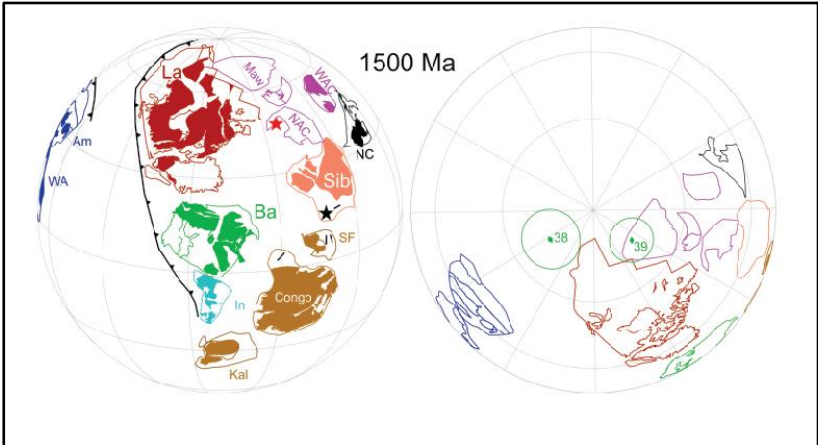 1500 Ma
La
Maw
WAC
NAC
NC
Am
WA
Sib
Ba
SF
In
Congo
Kal
38
39